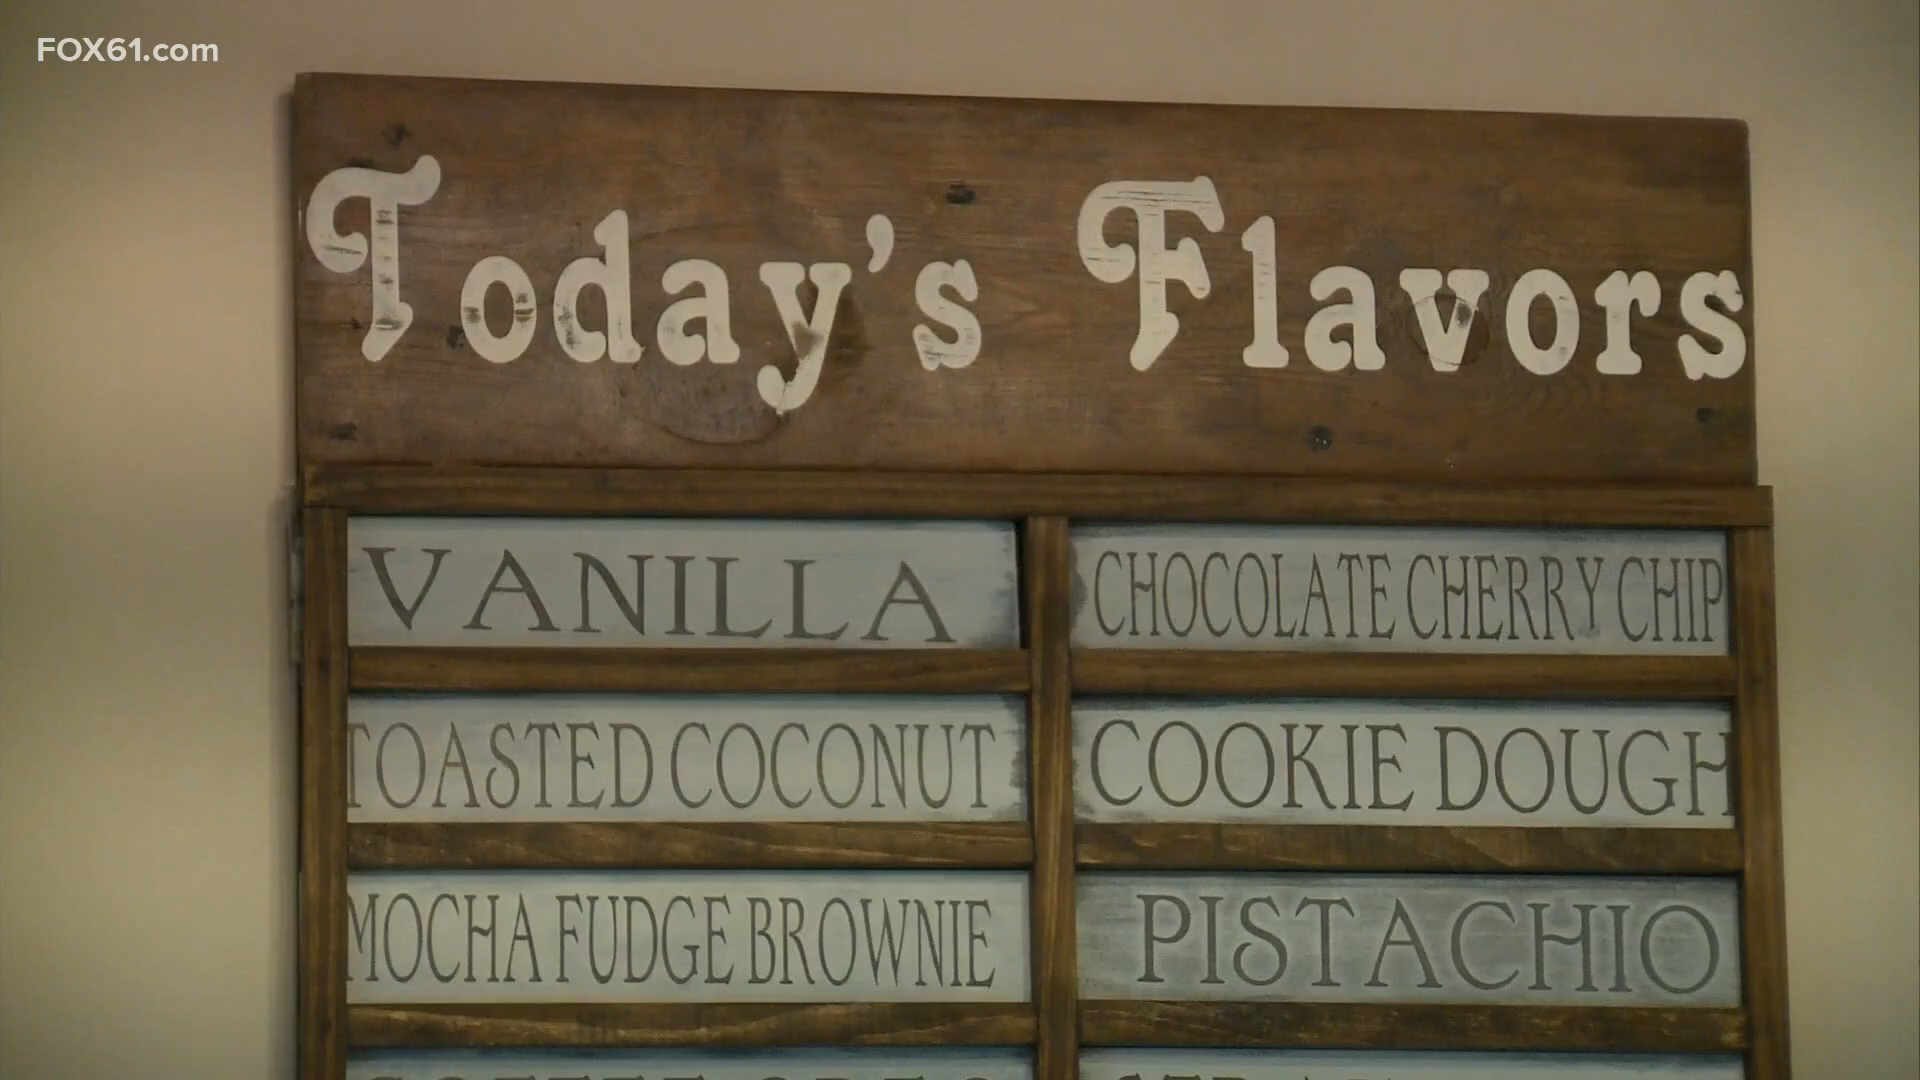 FOX61.com
Today's Flavors
VANILLA
CHOCOLATE CHERRY CHIP
TOASTED COCONUT
COOKIE DOUGH
MOCHA FUDGE BROWNIE
PISTACHIO